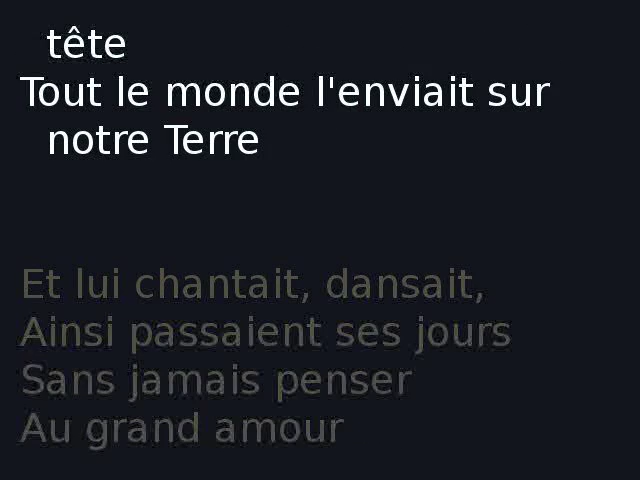 tête
Tout le monde l'enviait sur
notre Terre
Et lui chantait, dansait,
Ainsi passaient ses jours
Sans jamais penser
Au grand amour